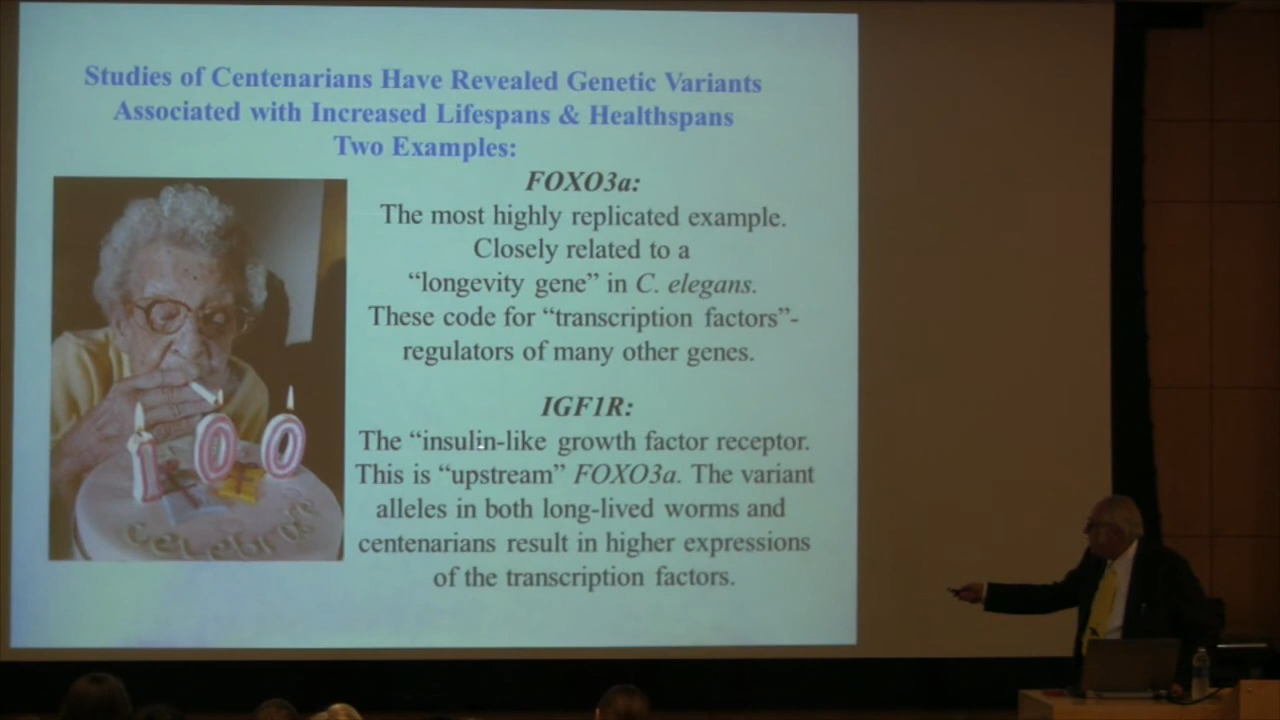 Studies of Centenarians Have Revealed Genetic Variants
Associated with Increased Lifespans & Healthspans
Two Examples:
FOXO3a:
The most highly replicated example.
Closely related to a
“longevity gene” in C. elegans.
These code for “transcription factors”-
regulators of many other genes.
IGF1R:
The “insulin-like growth factor receptor.
This is “upstream” FOXO3a. The variant
alleles in both long-lived worms and
centenarians result in higher expressions
of the transcription factors.
100
Celebrate